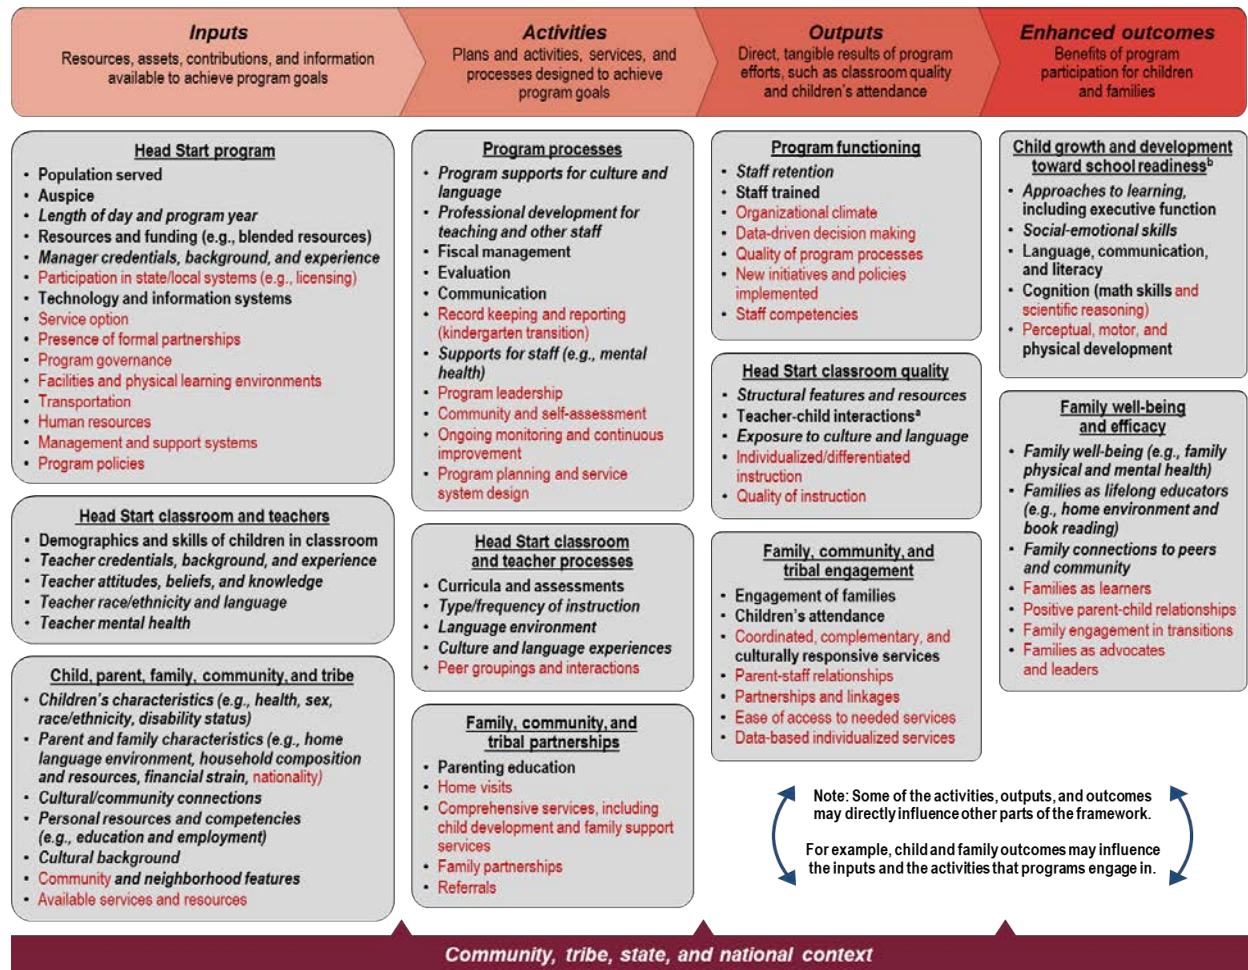 Inputs
Resources, assets, contributions, and information
available to achieve program goals
Activities
Plans and activities, services, and
processes designed to achieve
program goals
Outputs
Direct, tangible results of program
efforts, such as classroom quality
and children's attendance
Enhanced outcomes
Benefits of program
participation for children
and families
Head Start program
• Population served
• Auspice
• Length of day and program year
• Resources and funding (e.g., blended resources)
• Manager credentials, background, and experience
• Participation in state/local systems (e.g., licensing)
• Technology and information systems
• Service option
• Presence of formal partnerships
• Program governance
• Facilities and physical learning environments
• Transportation
• Human resources
• Management and support systems
• Program policies
Head Start classroom and teachers
• Demographics and skills of children in classroom
• Teacher credentials, background, and experience
• Teacher attitudes, beliefs, and knowledge
• Teacher race/ethnicity and language
• Teacher mental health
Child, parent, family, community, and tribe
• Children's characteristics (e.g., health, sex,
race/ethnicity, disability status)
• Parent and family characteristics (e.g., home
language environment, household composition
and resources, financial strain, nationality)
• Cultural/community connections
• Personal resources and competencies
(e.g., education and employment)
• Cultural background
• Community and neighborhood features
• Available services and resources
Program processes
• Program supports for culture and
language
• Professional development for
teaching and other staff
• Fiscal management
• Evaluation
• Communication
• Record keeping and reporting
(kindergarten transition)
• Supports for staff (e.g., mental
health)
• Program leadership
• Community and self-assessment
• Ongoing monitoring and continuous
improvement
• Program planning and service
system design
Head Start classroom
and teacher processes
• Curricula and assessments
• Type/frequency of instruction
• Language environment
• Culture and language experiences
• Peer groupings and interactions
Family, community, and
tribal partnerships
• Parenting education
• Home visits
• Comprehensive services, including
child development and family support
services
• Family partnerships
• Referrals
Program functioning
• Staff retention
• Staff trained
• Organizational climate
• Data-driven decision making
• Quality of program processes
• New initiatives and policies
implemented
• Staff competencies
Head Start classroom quality
• Structural features and resources
• Teacher-child interactionsᵃ
• Exposure to culture and language
• Individualized/differentiated
instruction
• Quality of instruction
Family, community, and
tribal engagement
• Engagement of families
• Children's attendance
• Coordinated, complementary, and
culturally responsive services
• Parent-staff relationships
• Partnerships and linkages
• Ease of access to needed services
• Data-based individualized services
Child growth and development
toward school readinessᵇ
• Approaches to learning,
including executive function
• Social-emotional skills
• Language, communication,
and literacy
• Cognition (math skills and
scientific reasoning)
• Perceptual, motor, and
physical development
Family well-being
and efficacy
• Family well-being (e.g., family
physical and mental health)
• Families as lifelong educators
(e.g., home environment and
book reading)
• Family connections to peers
and community
• Families as learners
• Positive parent-child relationships
• Family engagement in transitions
• Families as advocates
and leaders
Note: Some of the activities, outputs, and outcomes
may directly influence other parts of the framework.
For example, child and family outcomes may influence
the inputs and the activities that programs engage in.
Community, tribe, state, and national context